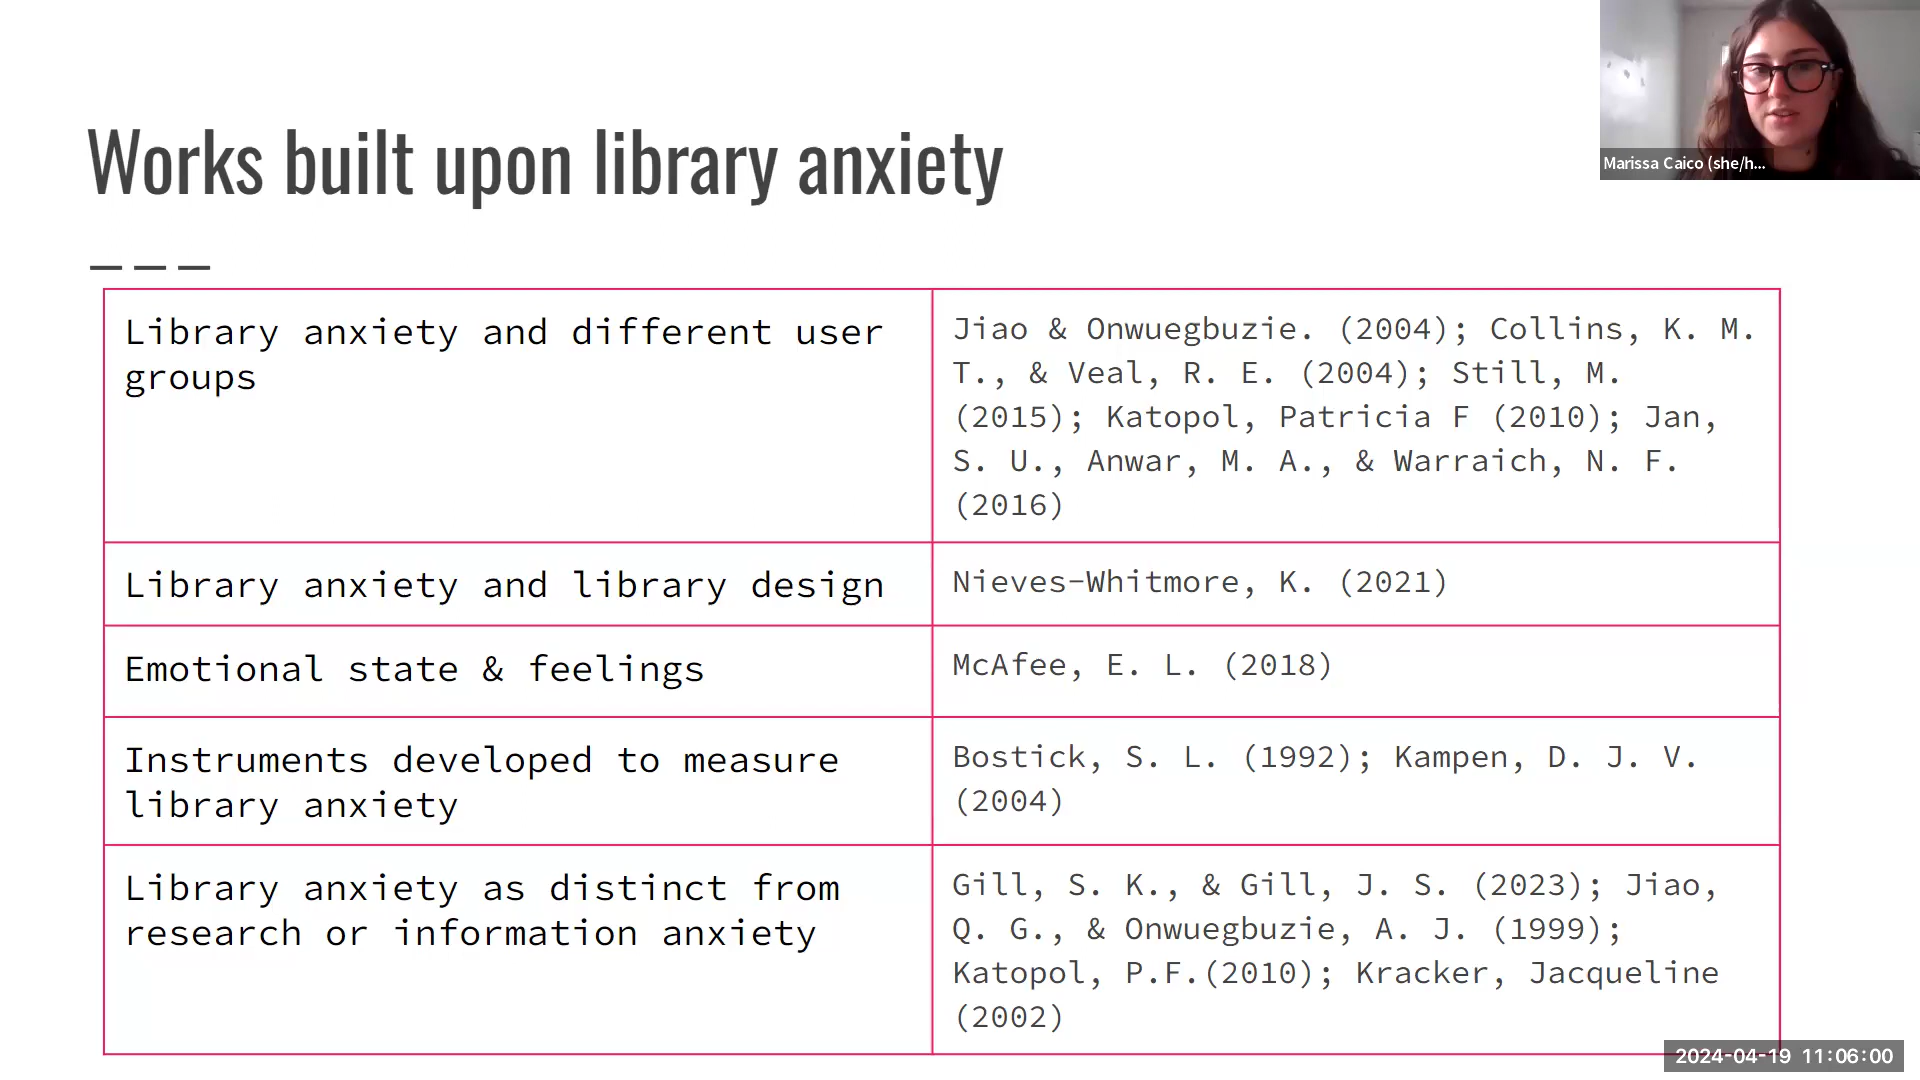 Works built upon library anxiety
Marissa Caico (she/h...
Library anxiety and different user
groups
Jiao & Onwuegbuzie. (2004); Collins, K. M.
T., & Veal, R. E. (2004); Still, M.
(2015); Katopol, Patricia F (2010); Jan,
S. U., Anwar, M. A., & Warraich, N. F.
(2016)
Library anxiety and library design
Nieves-Whitmore, K. (2021)
Emotional state & feelings
McAfee, E. L. (2018)
Instruments developed to measure
library anxiety
Bostick, S. L. (1992); Kampen, D. J. V.
(2004)
Library anxiety as distinct from
research or information anxiety
Gill, S. K., & Gill, J. S. (2023); Jiao,
Q. G., & Onwuegbuzie, A. J. (1999);
Katopol, P.F.(2010); Kracker, Jacqueline
(2002)
2024-04-19 11:06:00